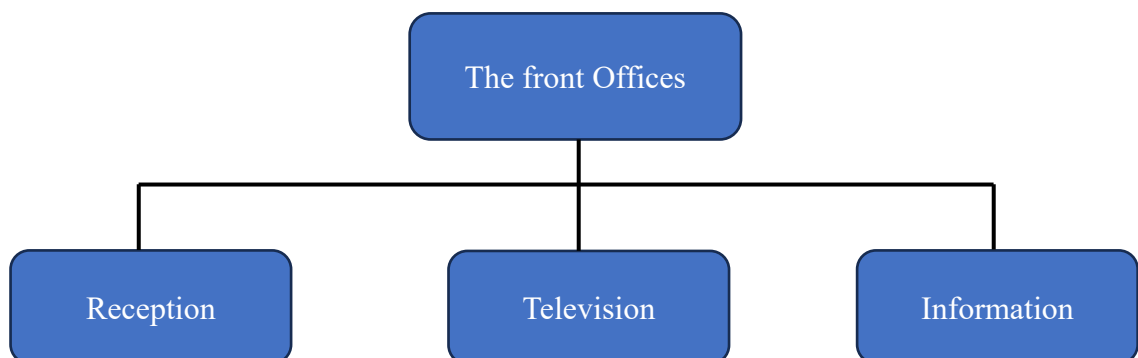 The front Offices
Reception
Television
Information